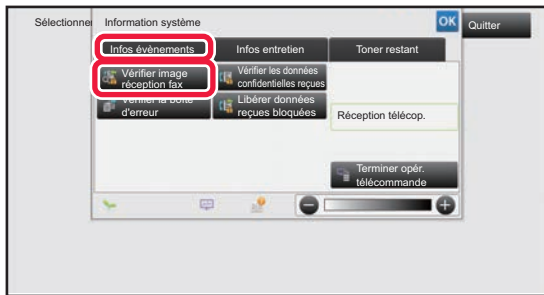 Sélectionne
Information système
OK
Quitter
Infos évènements
Infos entretien
Toner restant
Vérifier image
réception fax
Vérifier les données
confidentielles reçues
Vérifier la boîte
d'erreur
Libérer données
reçues bloquées
Réception télécop.
Terminer opér.
télécommande